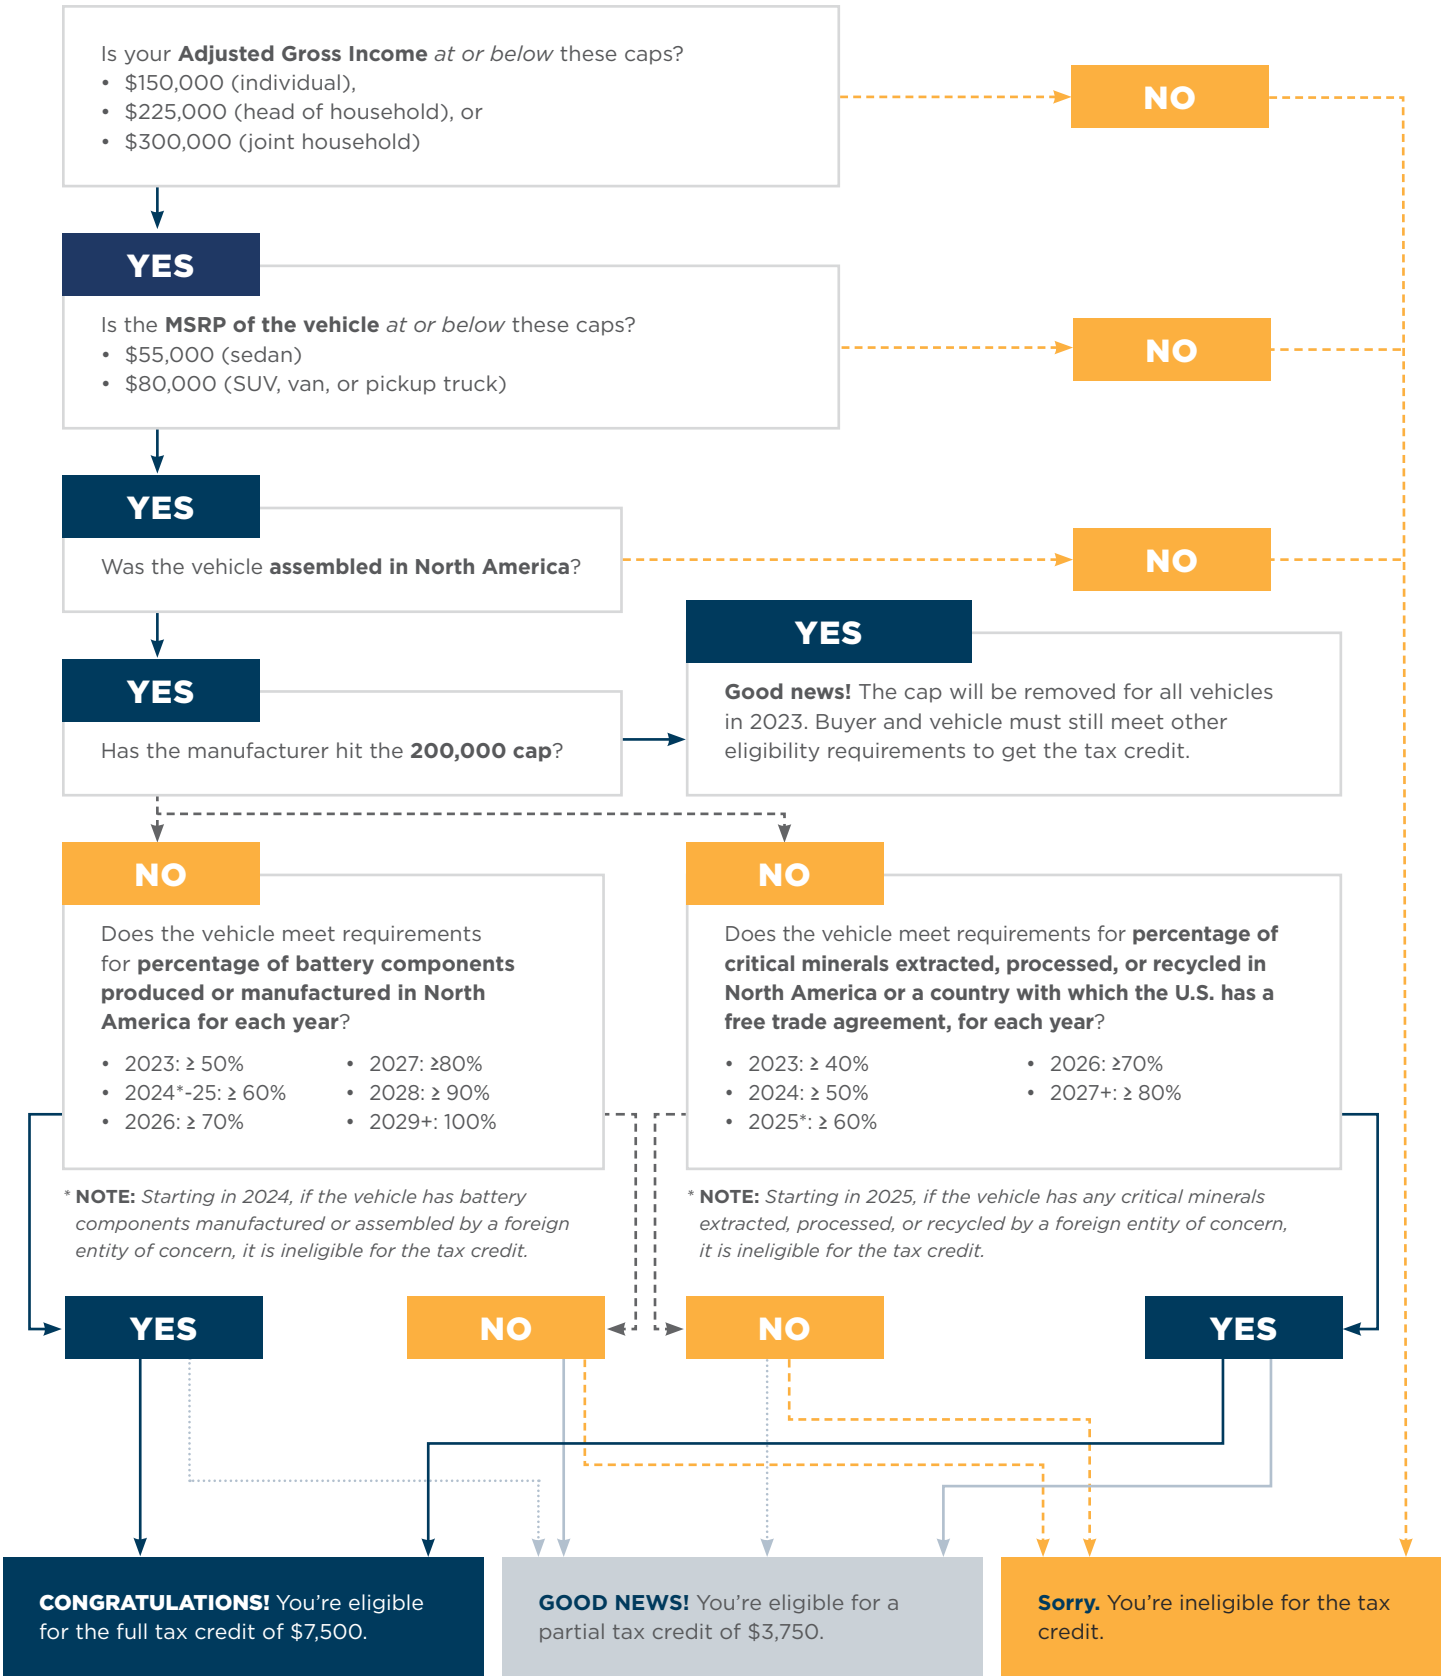 Is your Adjusted Gross Income at or below these caps?
• $150,000 (individual),
• $225,000 (head of household), or
• $300,000 (joint household)
NO
YES
Is the MSRP of the vehicle at or below these caps?
• $55,000 (sedan)
• $80,000 (SUV, van, or pickup truck)
NO
YES
Was the vehicle assembled in North America?
NO
YES
Has the manufacturer hit the 200,000 cap?
YES
Good news! The cap will be removed for all vehicles
in 2023. Buyer and vehicle must still meet other
eligibility requirements to get the tax credit.
NO
Does the vehicle meet requirements
for percentage of battery components
produced or manufactured in North
America for each year?
• 2023: ≥ 50%
• 2024*-25: ≥ 60%
• 2026: ≥ 70%
• 2027: ≥80%
• 2028: ≥ 90%
• 2029+: 100%
* NOTE: Starting in 2024, if the vehicle has battery
components manufactured or assembled by a foreign
entity of concern, it is ineligible for the tax credit.
NO
Does the vehicle meet requirements for percentage of
critical minerals extracted, processed, or recycled in
North America or a country with which the U.S. has a
free trade agreement, for each year?
• 2023: ≥ 40%
• 2024: ≥ 50%
• 2025*: ≥ 60%
• 2026: ≥70%
• 2027+: ≥ 80%
* NOTE: Starting in 2025, if the vehicle has any critical minerals
extracted, processed, or recycled by a foreign entity of concern,
it is ineligible for the tax credit.
YES
NO
NO
YES
CONGRATULATIONS! You're eligible
for the full tax credit of $7,500.
GOOD NEWS! You're eligible for a
partial tax credit of $3,750.
Sorry. You're ineligible for the tax
credit.